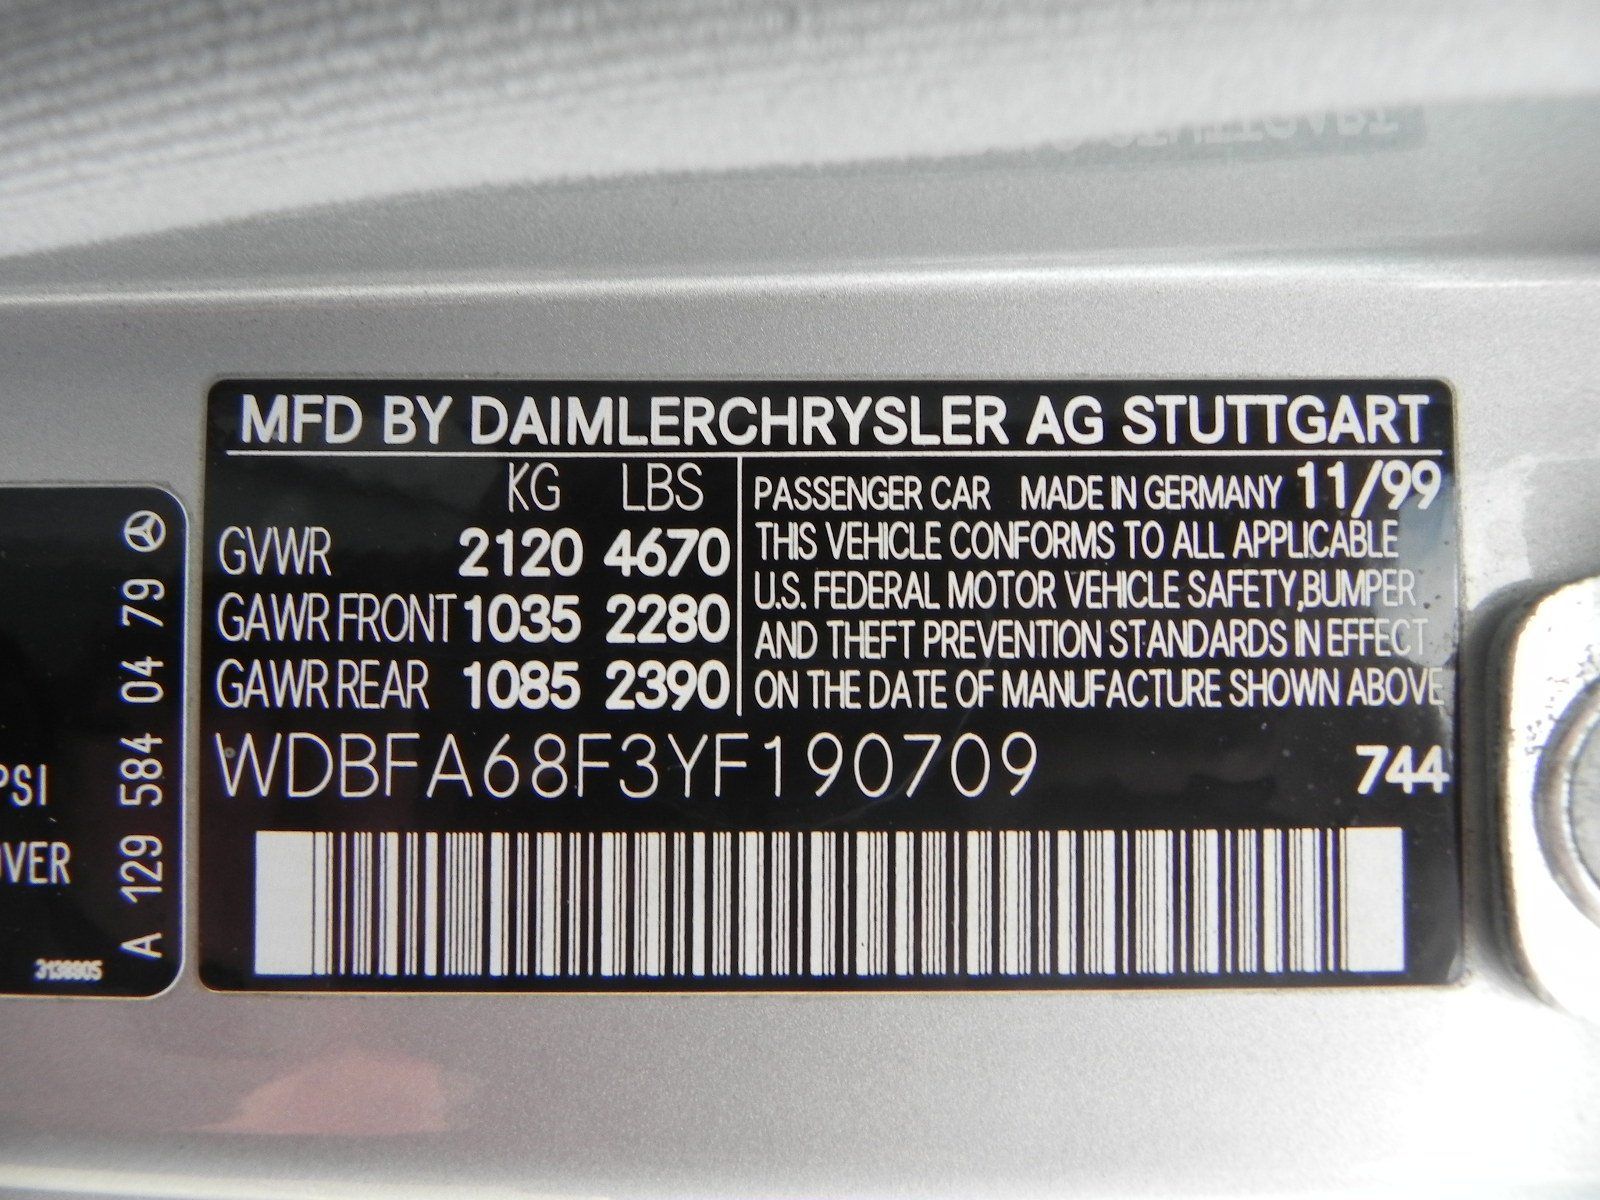 MFD BY DAIMLERCHRYSLER AG STUTTGART
KG LBS
GVWR 2120 4670
GAWR FRONT 1035 2280
GAWR REAR 1085 2390
PASSENGER CAR MADE IN GERMANY 11/99
THIS VEHICLE CONFORMS TO ALL APPLICABLE
U.S. FEDERAL MOTOR VEHICLE SAFETY,BUMPER
AND THEFT PREVENTION STANDARDS IN EFFECT
ON THE DATE OF MANUFACTURE SHOWN ABOVE
WDBFA68F3YF190709 744
A 129 584 04 79
PSI
3138805